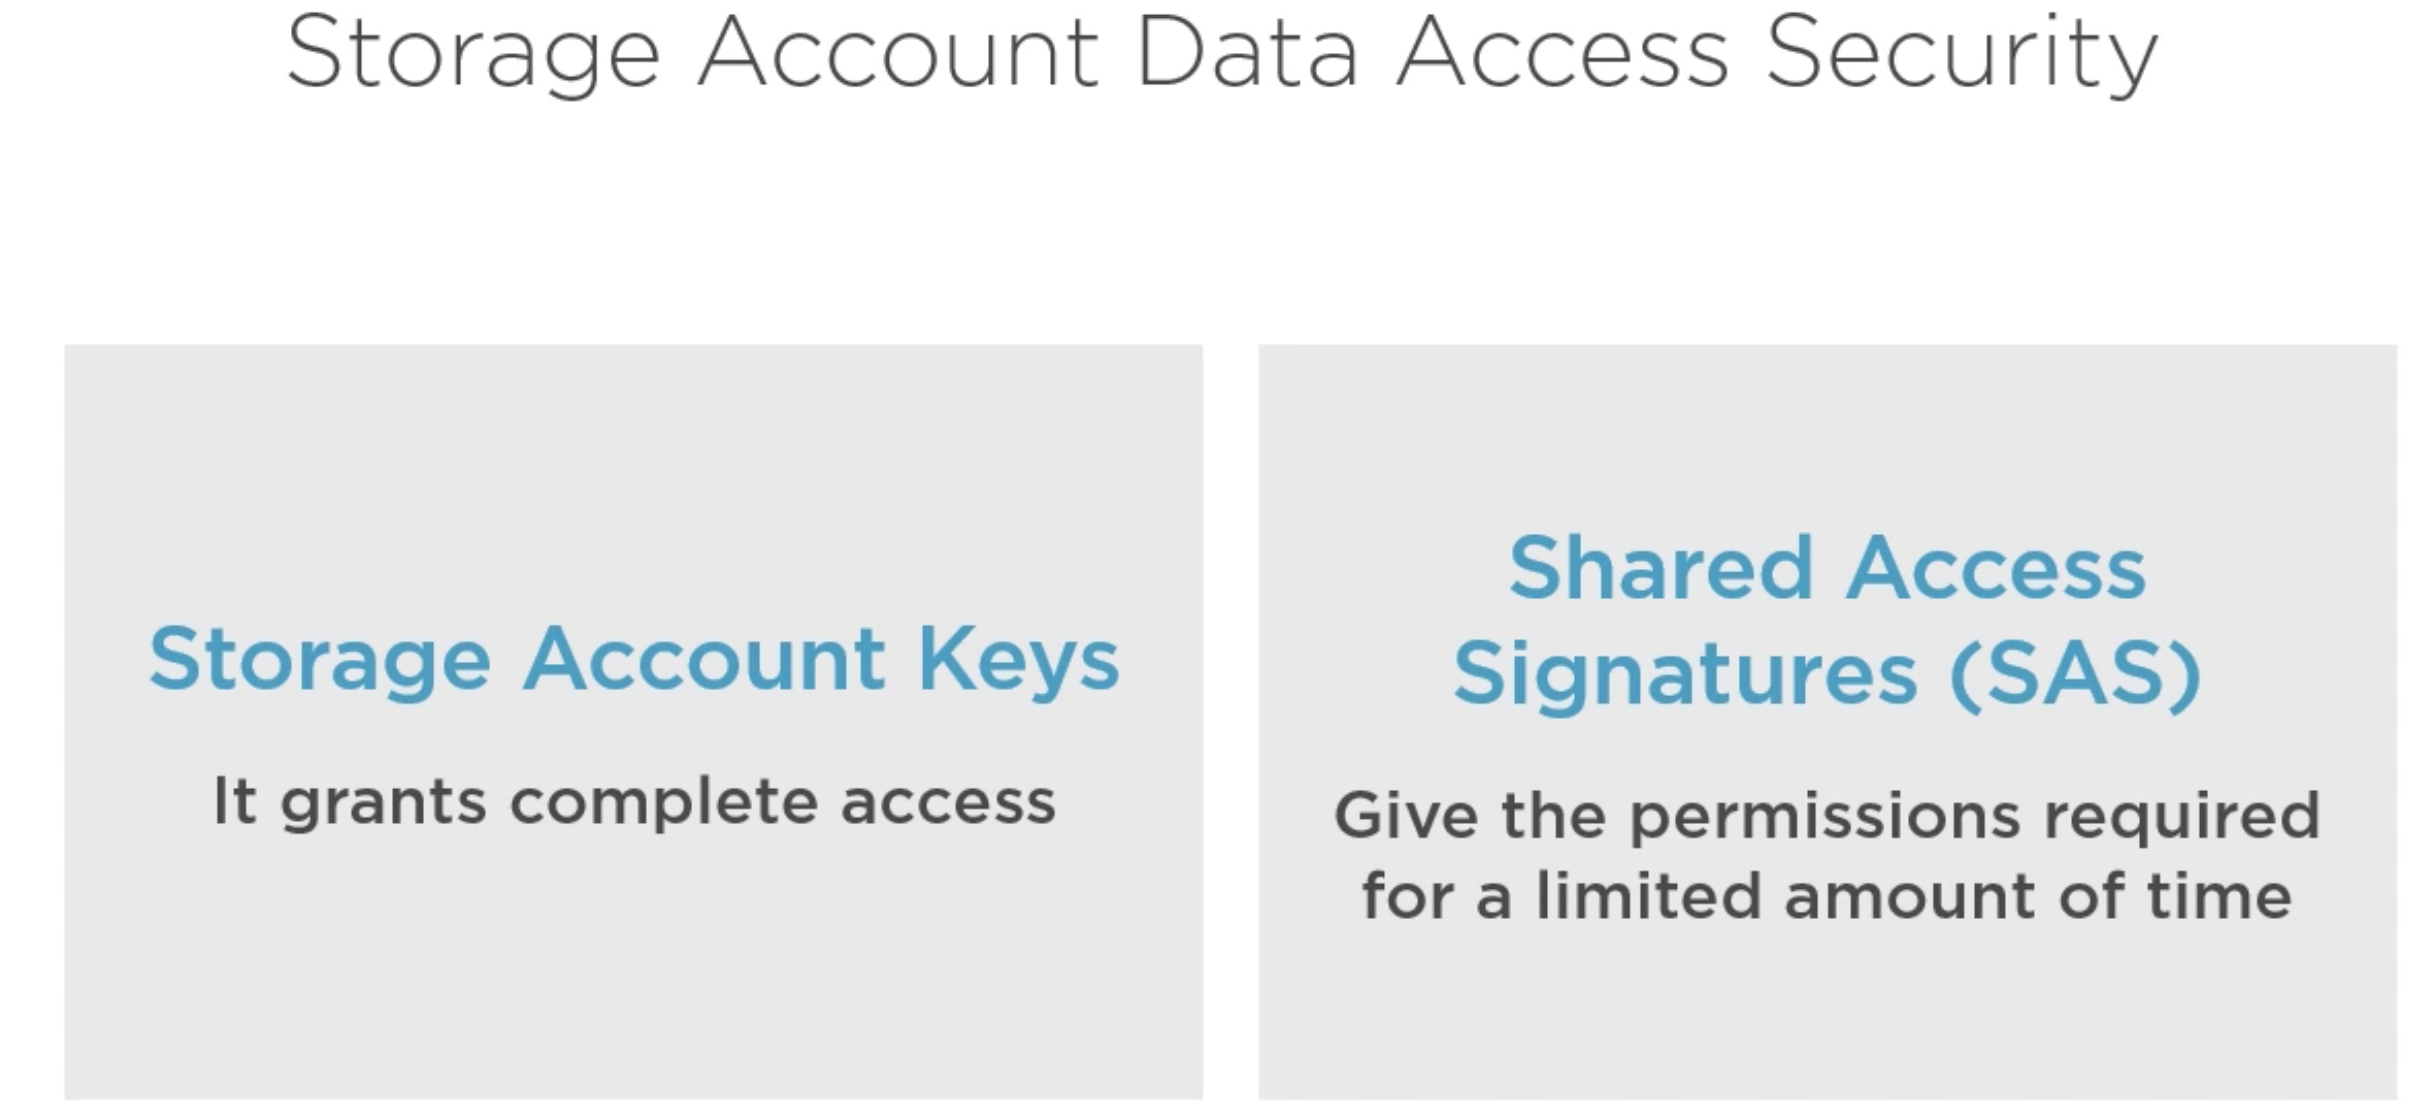 Storage Account Data Access Security
Storage Account Keys
It grants complete access
Shared Access
Signatures (SAS)
Give the permissions required
for a limited amount of time